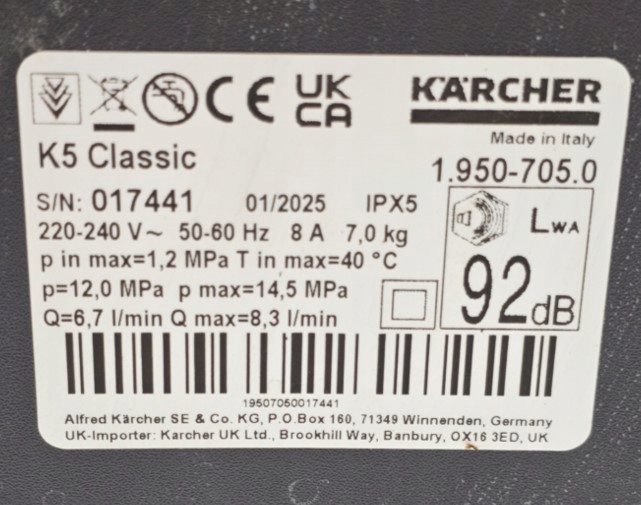 CE UK CA KÄRCHER
Made in Italy
K5 Classic 1.950-705.0
S/N: 017441 01/2025 IPX5
220-240 V~ 50-60 Hz 8 A 7,0 kg
p in max=1,2 MPa T in max=40 °C
p=12,0 MPa p max=14,5 MPa
Q=6,7 l/min Q max=8,3 l/min
LWA
92dB
19507050017441
Alfred Kärcher SE & Co. KG, P.O.Box 160, 71349 Winnenden, Germany
UK-Importer: Karcher UK Ltd., Brookhill Way, Banbury, OX16 3ED, UK